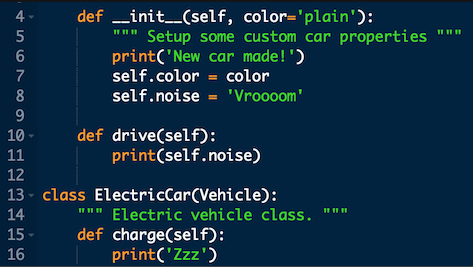 4 def __init__(self, color='plain'):
5 """ Setup some custom car properties """
6 print('New car made!')
7 self.color = color
8 self.noise = 'Vroooom'
9
10 def drive(self):
11 print(self.noise)
12
13 class ElectricCar(Vehicle):
14 """ Electric vehicle class. """
15 def charge(self):
16 print('Zzz')